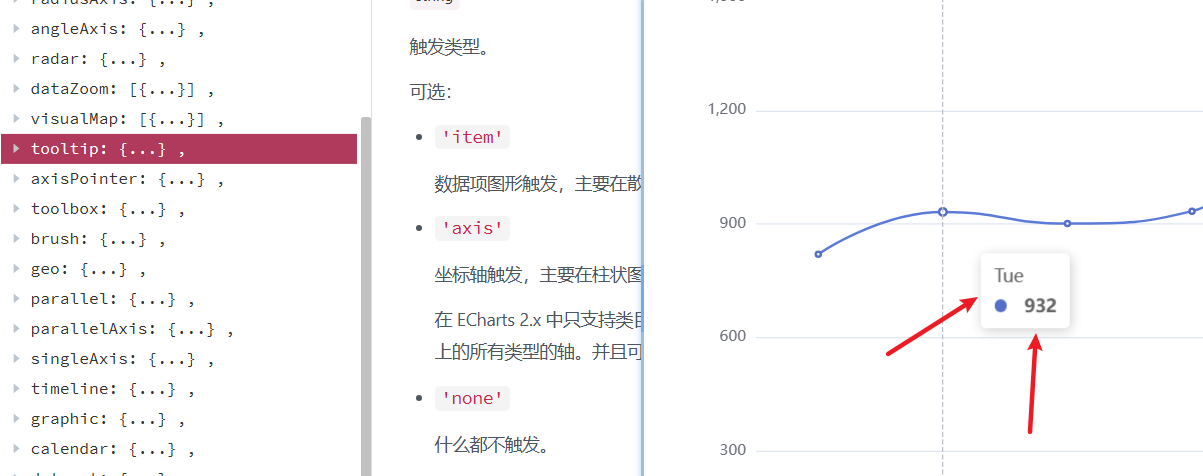 angleAxis: {...} ,
radar: {...} ,
dataZoom: [{...}] ,
visualMap: [{...}] ,
tooltip: {...} ,
axisPointer: {...} ,
toolbox: {...} ,
brush: {...} ,
geo: {...} ,
parallel: {...} ,
parallelAxis: {...} ,
singleAxis: {...} ,
timeline: {...} ,
graphic: {...} ,
calendar: {...} ,
触发类型。
可选：
'item'
数据项图形触发，主要在散
'axis'
坐标轴触发，主要在柱状图
在 ECharts 2.x 中只支持类目
上的所有类型的轴。并且可
'none'
什么都不触发。
1,200
900
600
300
Tue
932